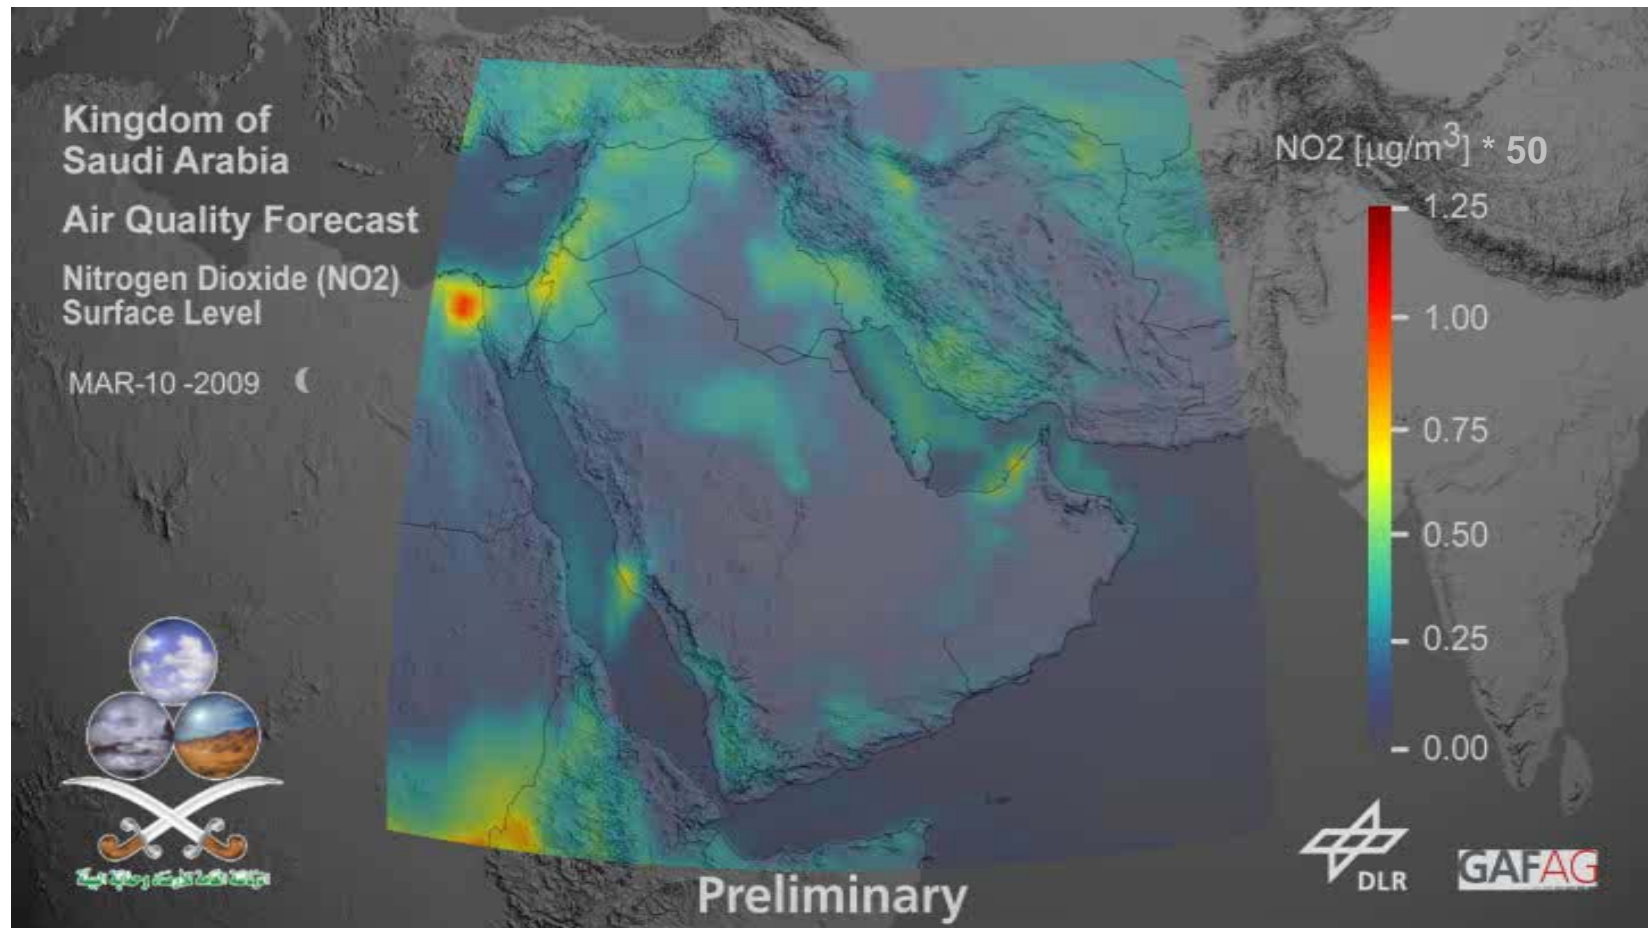 Kingdom of
Saudi Arabia
Air Quality Forecast
Nitrogen Dioxide (NO2)
Surface Level
MAR-10 -2009
NO2 [µg/m³] * 50
1.25
1.00
0.75
0.50
0.25
0.00
Preliminary
DLR
GAFAG